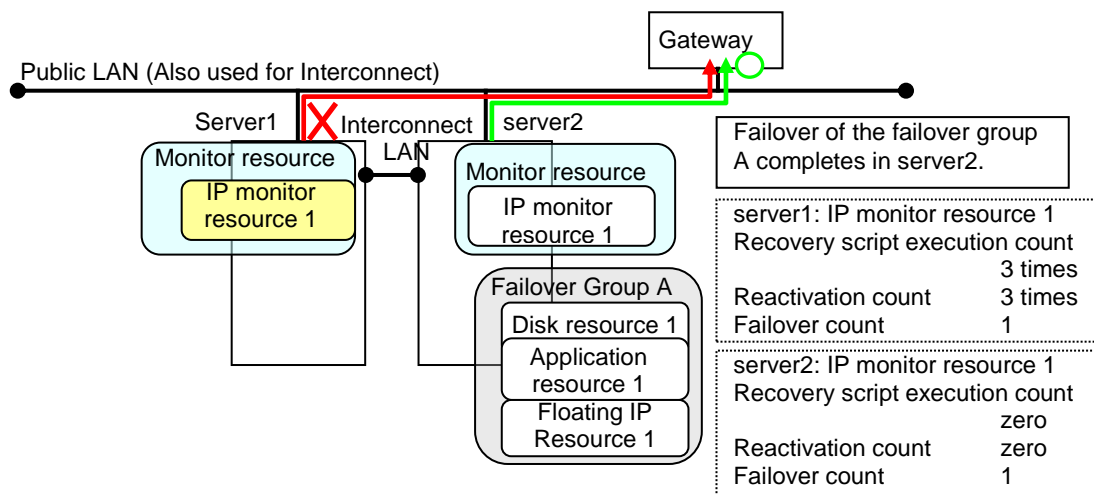 Gateway
Public LAN (Also used for Interconnect)
Server1
Interconnect
LAN
server2
Monitor resource
IP monitor
resource 1
Monitor resource
IP monitor
resource 1
Failover Group A
Disk resource 1
Application
resource 1
Floating IP
Resource 1
Failover of the failover group
A completes in server2.
server1: IP monitor resource 1
Recovery script execution count
3 times
Reactivation count 3 times
Failover count 1
server2: IP monitor resource 1
Recovery script execution count
zero
Reactivation count zero
Failover count 1